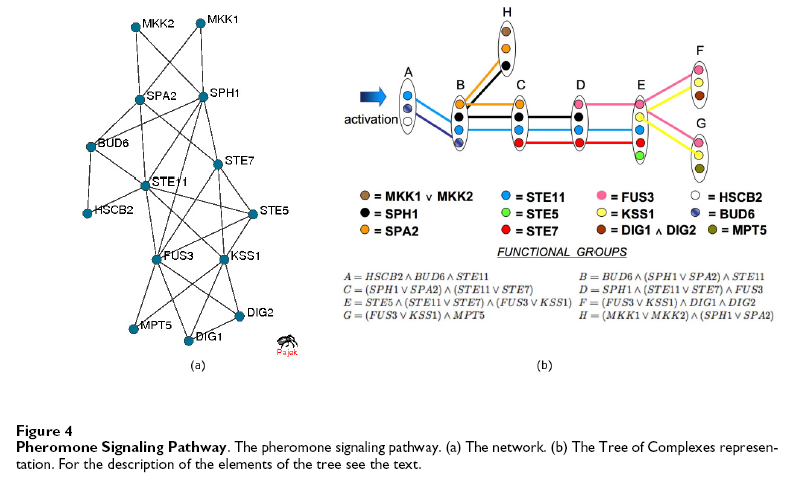 MKK2
MKK1
SPA2
SPH1
BUD6
STE7
STE11
HSCB2
STE5
FUS3
KSS1
DIG2
MPT5
DIG1
Pajek
(a)
H
F
A
B
C
D
E
G
activation
= MKK1 ∨ MKK2
= STE11
= FUS3
= HSCB2
= SPH1
= STE5
= KSS1
= BUD6
= SPA2
= STE7
= DIG1 ∧ DIG2
= MPT5
FUNCTIONAL GROUPS
A = HSCB2 ∧ BUD6 ∧ STE11
B = BUD6 ∧ (SPH1 ∨ SPA2) ∧ STE11
C = (SPH1 ∨ SPA2) ∧ (STE11 ∨ STE7)
D = SPH1 ∧ (STE11 ∨ STE7) ∧ FUS3
E = STE5 ∧ (STE11 ∨ STE7) ∧ (FUS3 ∨ KSS1)
F = (FUS3 ∨ KSS1) ∧ DIG1 ∧ DIG2
G = (FUS3 ∨ KSS1) ∧ MPT5
H = (MKK1 ∨ MKK2) ∧ (SPH1 ∨ SPA2)
(b)
Figure 4
Pheromone Signaling Pathway. The pheromone signaling pathway. (a) The network. (b) The Tree of Complexes represen-
tation. For the description of the elements of the tree see the text.